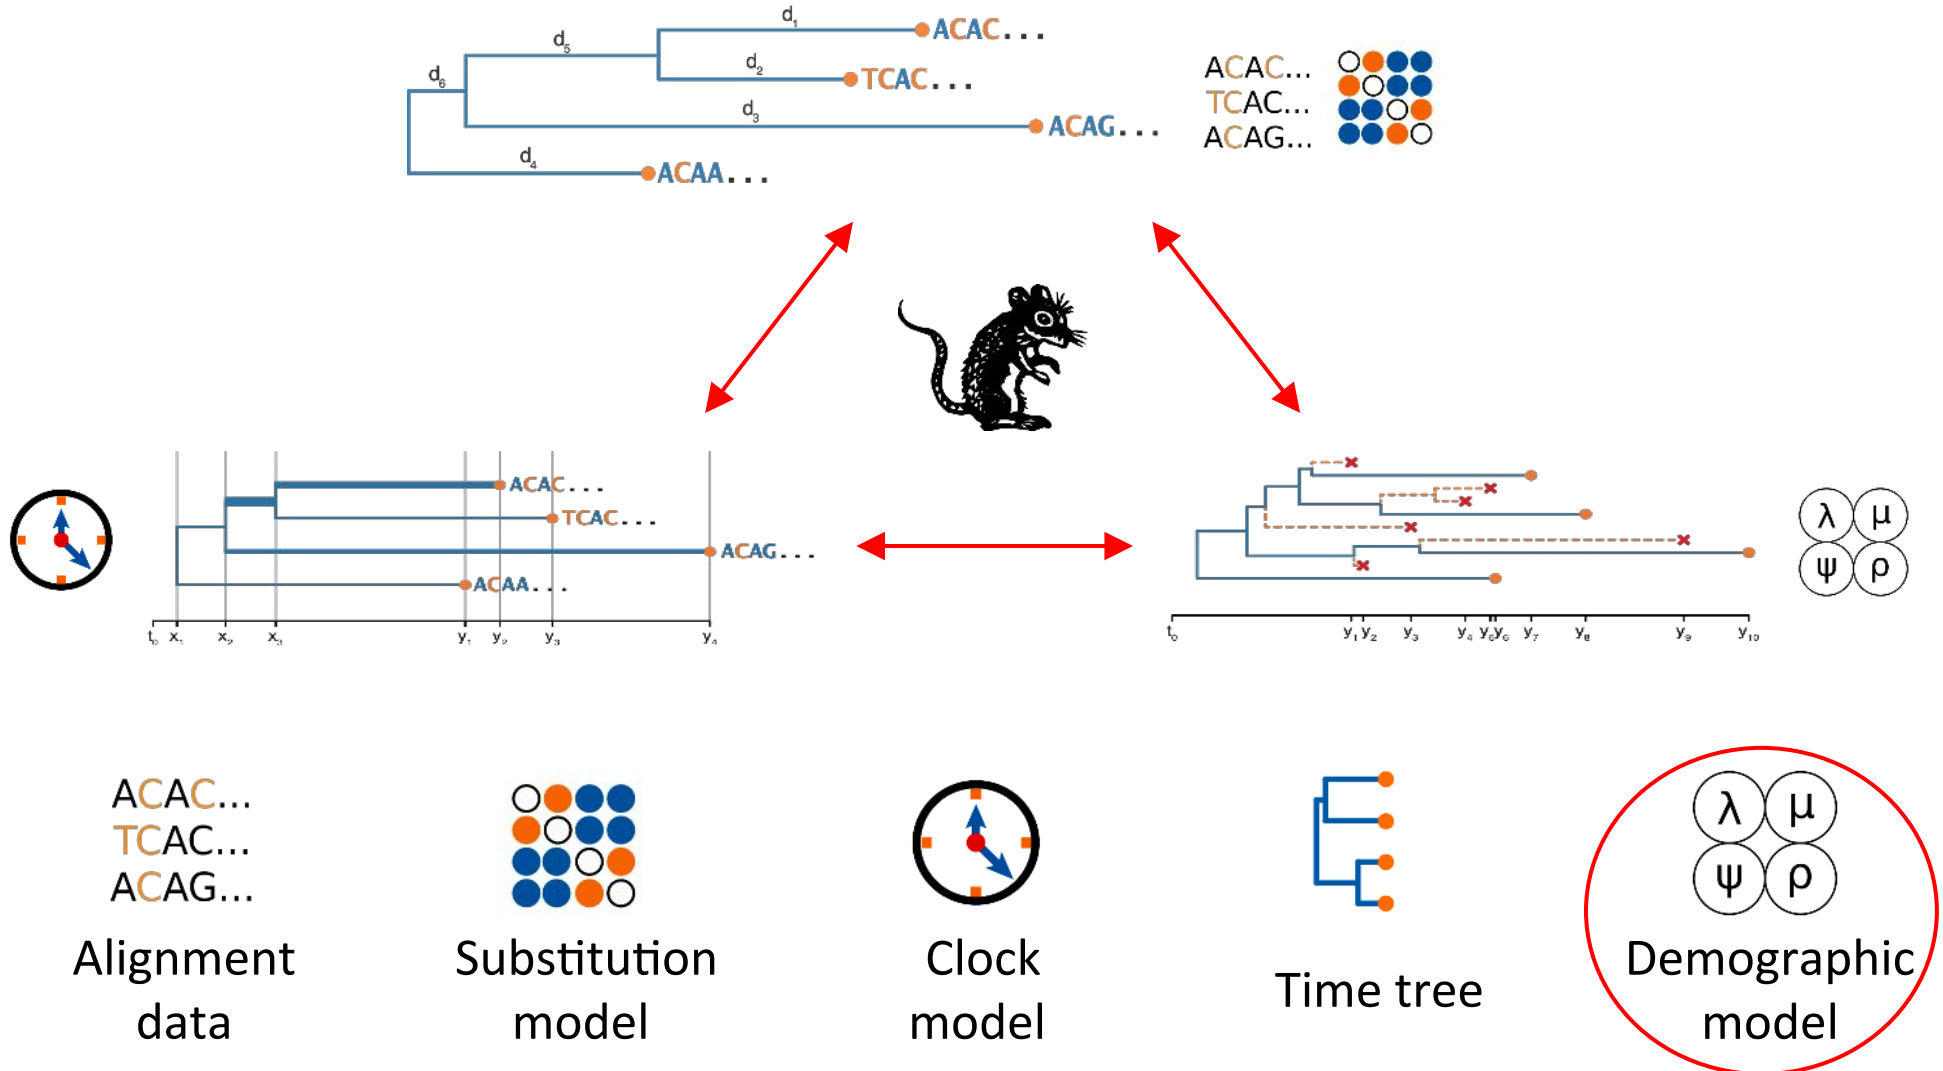 d1
ACAC...
d5
d2
TCAC...
d6
d3
ACAG...
d4
ACAA...
ACAC...
TCAC...
ACAG...
ACAC...
TCAC...
ACAG...
ACAA...
t0 x1 x2 x3 y1 y2 y3 y4
λ μ
ψ ρ
t0 y1 y2 y3 y4 y5 y6 y7 y8 y9 y10
ACAC...
TCAC...
ACAG...
Alignment
data
Substitution
model
Clock
model
Time tree
λ μ
ψ ρ
Demographic
model